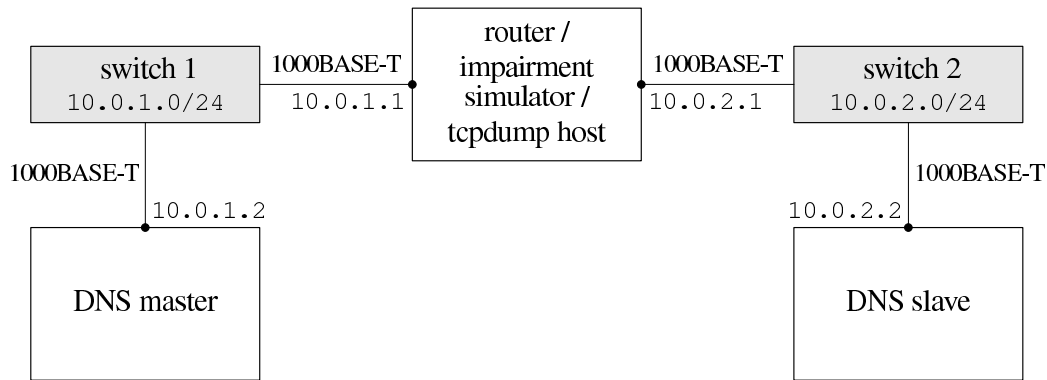 router /
impairment
simulator /
tcpdump host
switch 1
10.0.1.0/24
1000BASE-T
10.0.1.1
1000BASE-T
10.0.2.1
switch 2
10.0.2.0/24
1000BASE-T
10.0.1.2
1000BASE-T
10.0.2.2
DNS master
DNS slave